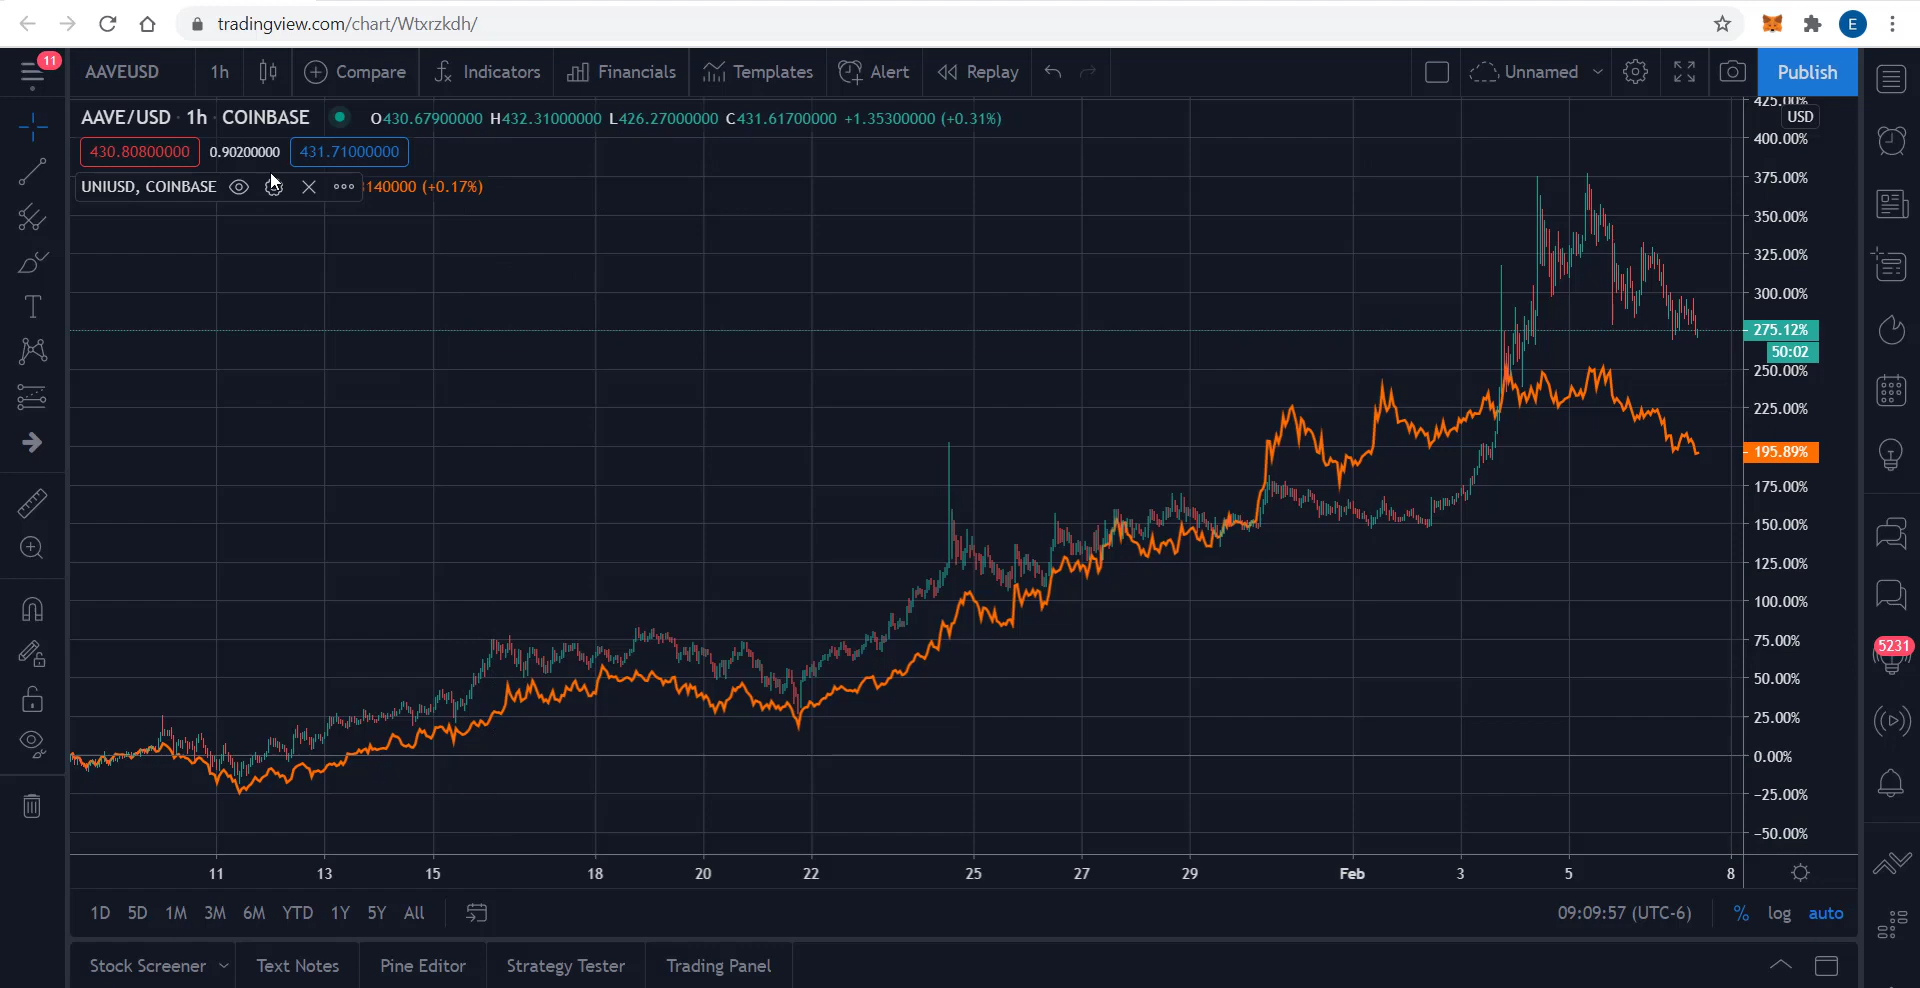 tradingview.com/chart/Wtxrzkdh/
E
11
AAVEUSD 1h Compare Indicators Financials Templates Alert Replay Unnamed Publish
AAVE/USD · 1h · COINBASE O430.67900000 H432.31000000 L426.27000000 C431.61700000 +1.35300000 (+0.31%)
430.80800000 0.90200000 431.71000000
UNIUSD, COINBASE 140000 (+0.17%)
425.00%
USD
400.00%
375.00%
350.00%
325.00%
300.00%
275.12%
50:02
250.00%
225.00%
195.89%
175.00%
150.00%
125.00%
100.00%
75.00%
50.00%
25.00%
0.00%
−25.00%
−50.00%
5231
11 13 15 18 20 22 25 27 29 Feb 3 5 8
1D 5D 1M 3M 6M YTD 1Y 5Y All 09:09:57 (UTC-6) % log auto
Stock Screener Text Notes Pine Editor Strategy Tester Trading Panel